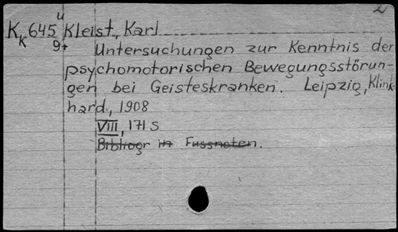 2
u
K 645 Kleist, Karl
K 9+
Untersuchungen zur Kenntnis der
psychomotorischen Bewegungsstörun-
gen bei Geisteskranken. Leipzig, Klink
hard, 1908
VIII, 171 S
Bibliogr in Fussnoten.